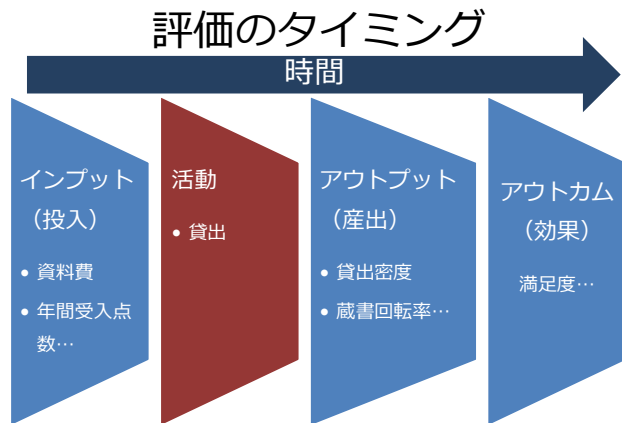 評価のタイミング
時間
インプット
（投入）
• 資料費
• 年間受入点
数…
活動
• 貸出
アウトプット
（産出）
• 貸出密度
• 蔵書回転率…
アウトカム
（効果）
満足度…